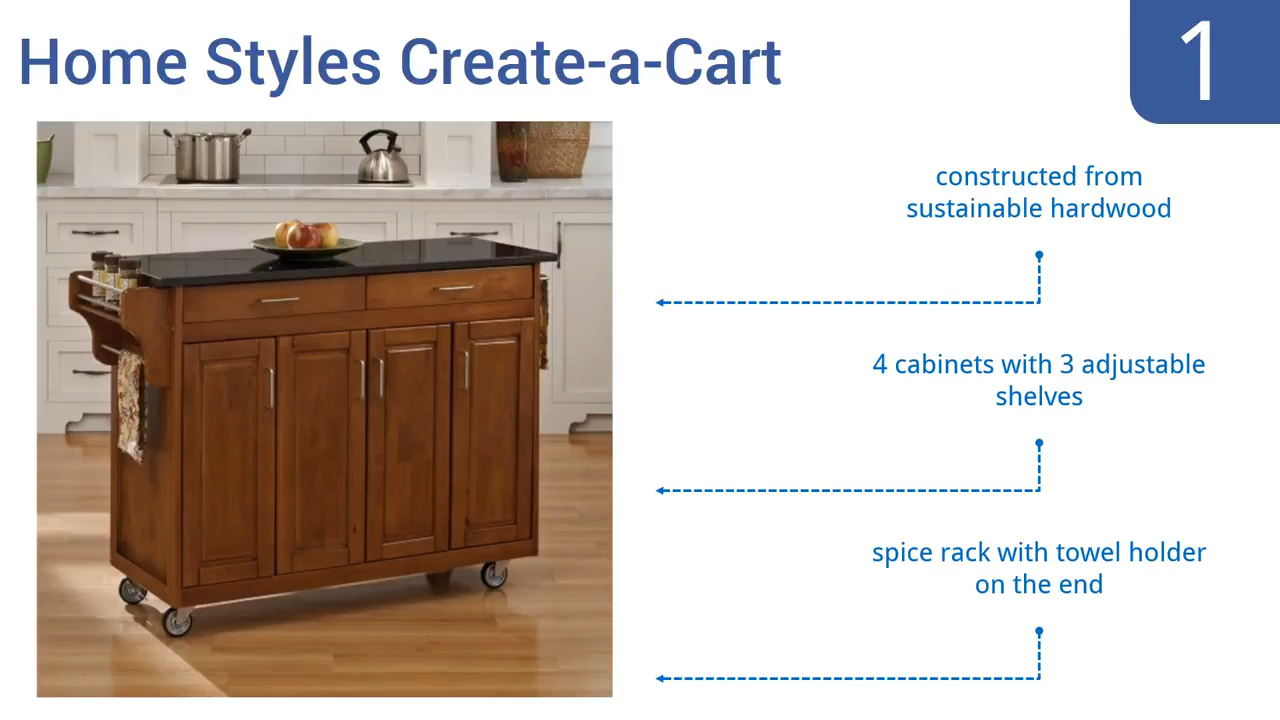 Home Styles Create-a-Cart
1
constructed from
sustainable hardwood
4 cabinets with 3 adjustable
shelves
spice rack with towel holder
on the end